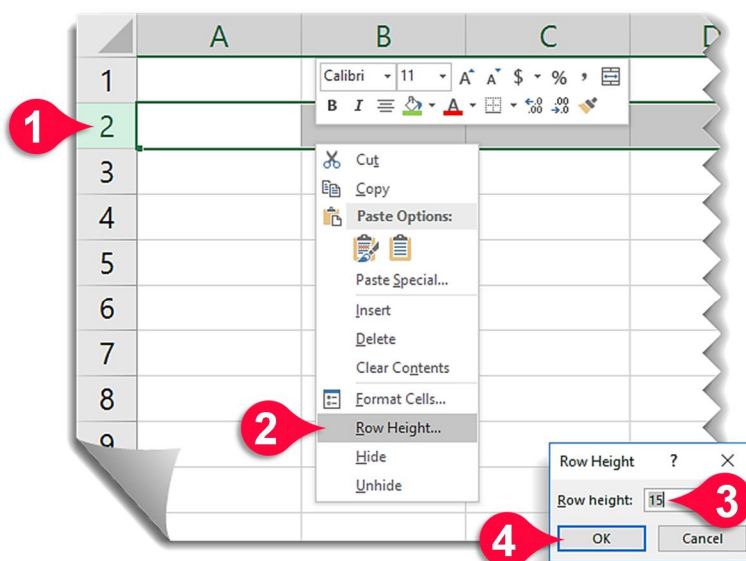 A B C D
1
Calibri 11 A A $ % ,
B I A .00 .00
1
2
3
4
5
6
7
8
9
Cut
Copy
Paste Options:
Paste Special...
Insert
Delete
Clear Contents
Format Cells...
2
Row Height...
Hide
Unhide
Row Height ? X
Row height: 15
3
4
OK Cancel